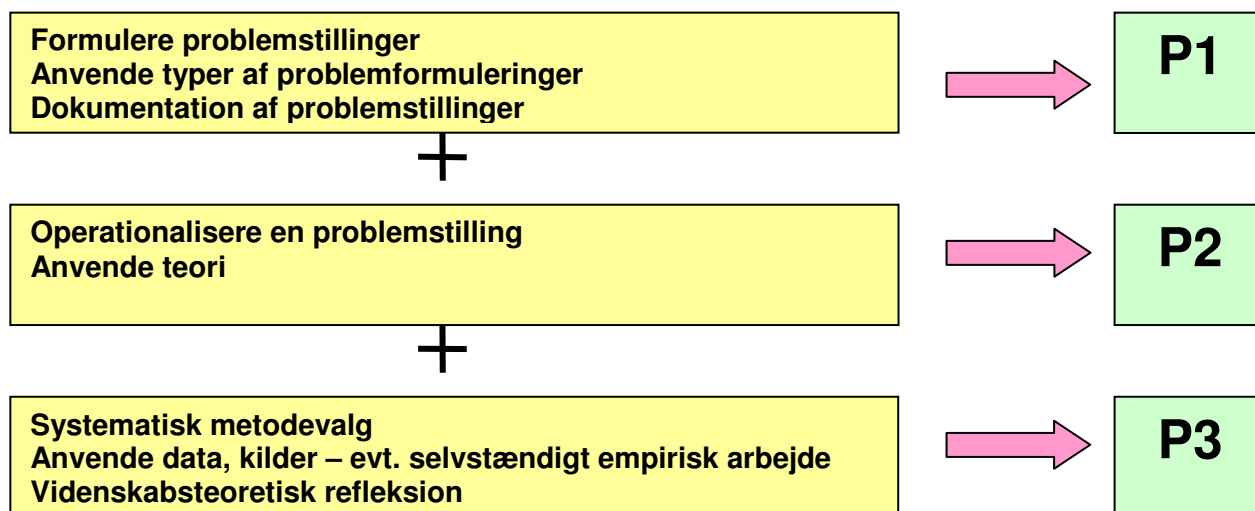 Formulere problemstillinger
Anvende typer af problemformuleringer
Dokumentation af problemstillinger
P1
+
Operationalisere en problemstilling
Anvende teori
P2
+
Systematisk metodevalg
Anvende data, kilder – evt. selvstændigt empirisk arbejde
Videnskabsteoretisk refleksion
P3